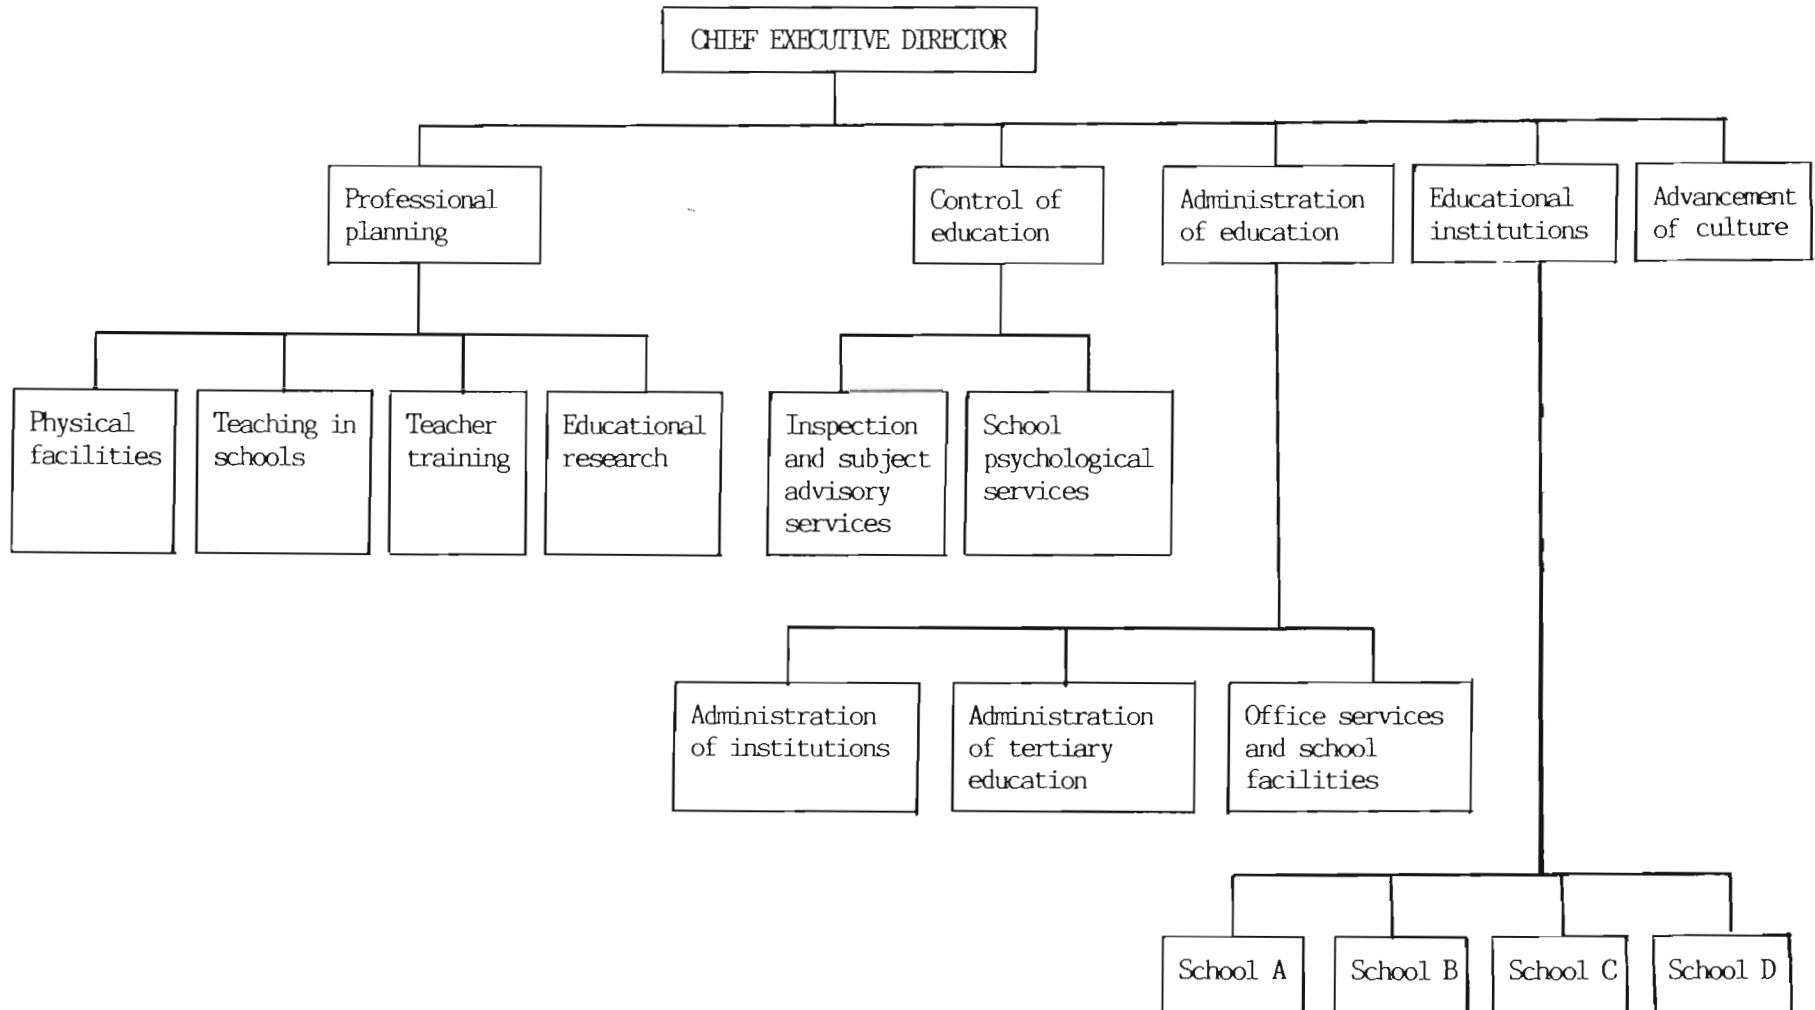 CHIEF EXECUTIVE DIRECTOR
Professional
planning
Control of
education
Administration
of education
Educational
institutions
Advancement
of culture
Physical
facilities
Teaching in
schools
Teacher
training
Educational
research
Inspection
and subject
advisory
services
School
psychological
services
Administration
of institutions
Administration
of tertiary
education
Office services
and school
facilities
School A
School B
School C
School D